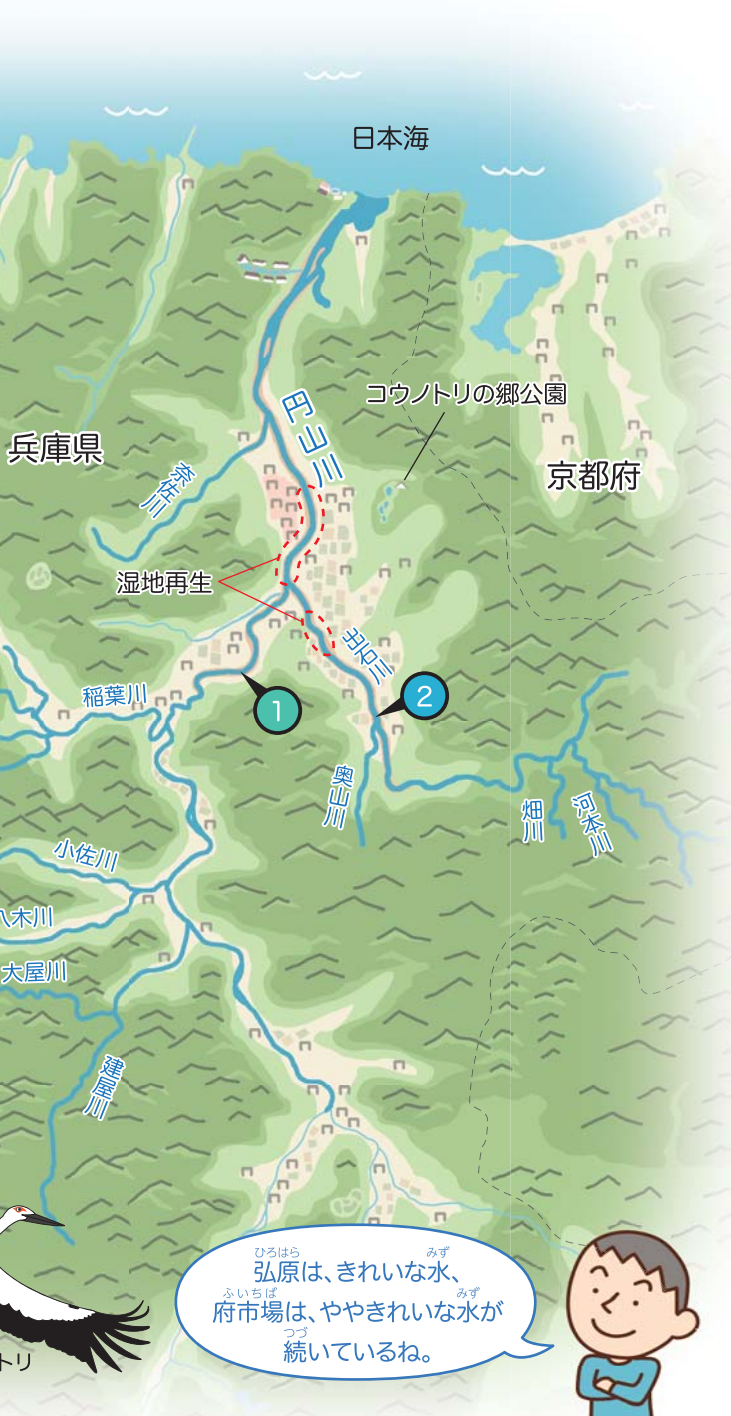 日本海
コウノトリの郷公園
円山川
兵庫県
京都府
奈佐川
湿地再生
出石川
稲葉川
1
2
奥山川
畑川
河本川
小佐川
八木川
大屋川
建屋川
ひろはら みず
弘原は、きれいな水、
ふいちば みず
府市場は、ややきれいな水が
つづ
続いているね。
トリ